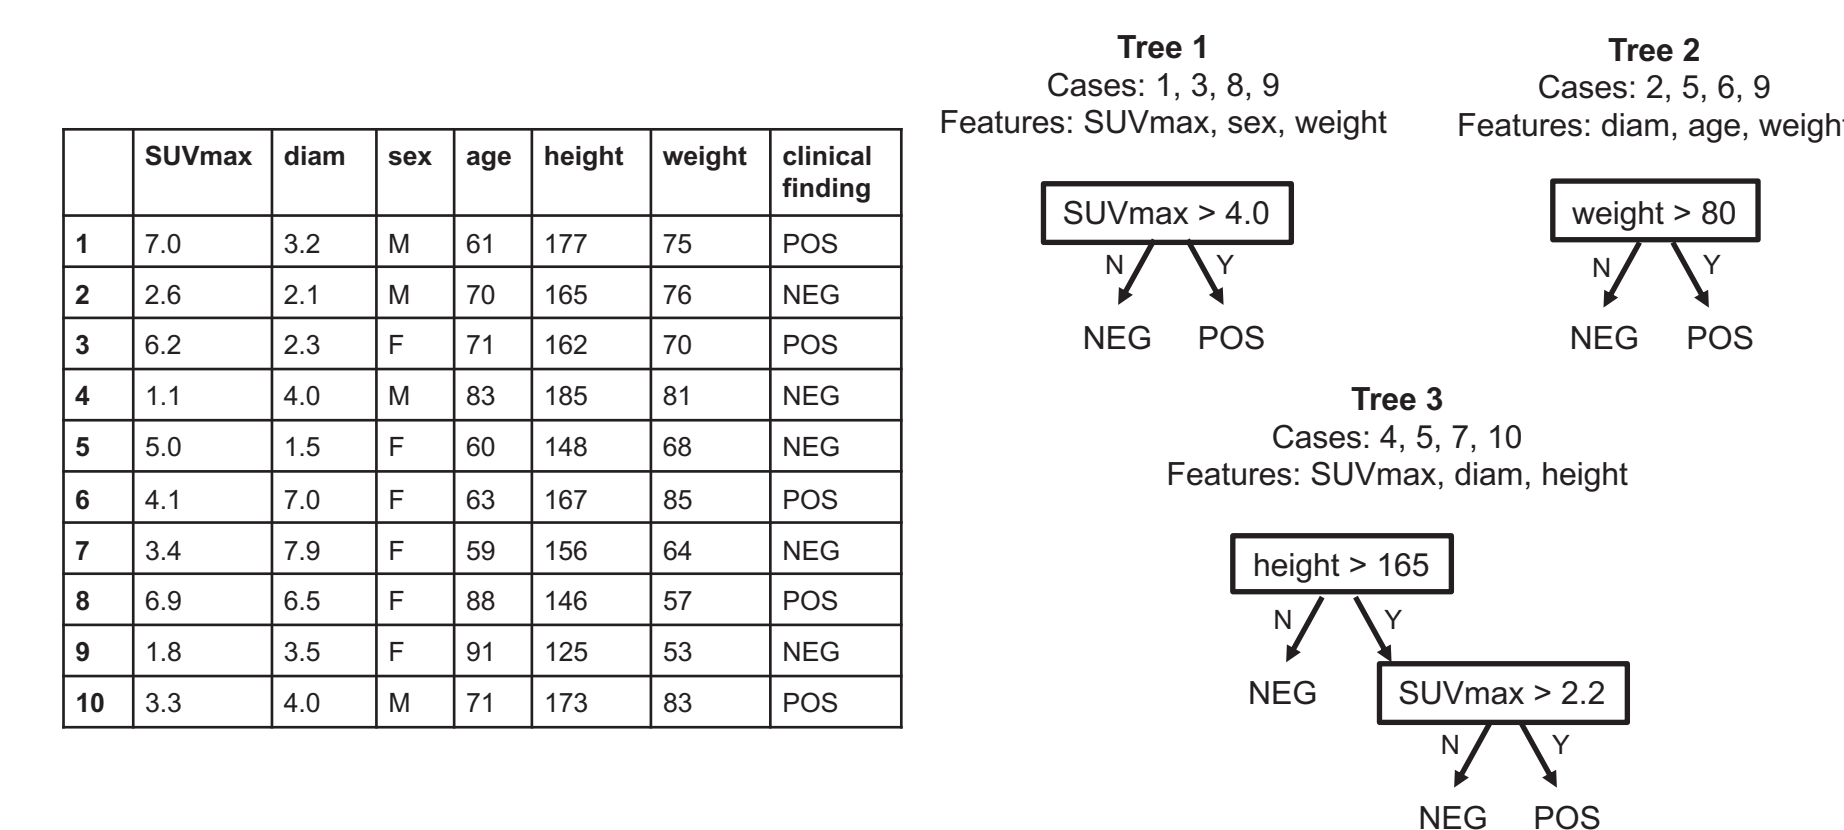 SUVmax diam sex age height weight clinical finding
1 7.0 3.2 M 61 177 75 POS
2 2.6 2.1 M 70 165 76 NEG
3 6.2 2.3 F 71 162 70 POS
4 1.1 4.0 M 83 185 81 NEG
5 5.0 1.5 F 60 148 68 NEG
6 4.1 7.0 F 63 167 85 POS
7 3.4 7.9 F 59 156 64 NEG
8 6.9 6.5 F 88 146 57 POS
9 1.8 3.5 F 91 125 53 NEG
10 3.3 4.0 M 71 173 83 POS
Tree 1
Cases: 1, 3, 8, 9
Features: SUVmax, sex, weight
SUVmax > 4.0
N Y
NEG POS
Tree 2
Cases: 2, 5, 6, 9
Features: diam, age, weight
weight > 80
N Y
NEG POS
Tree 3
Cases: 4, 5, 7, 10
Features: SUVmax, diam, height
height > 165
N Y
NEG SUVmax > 2.2
N Y
NEG POS